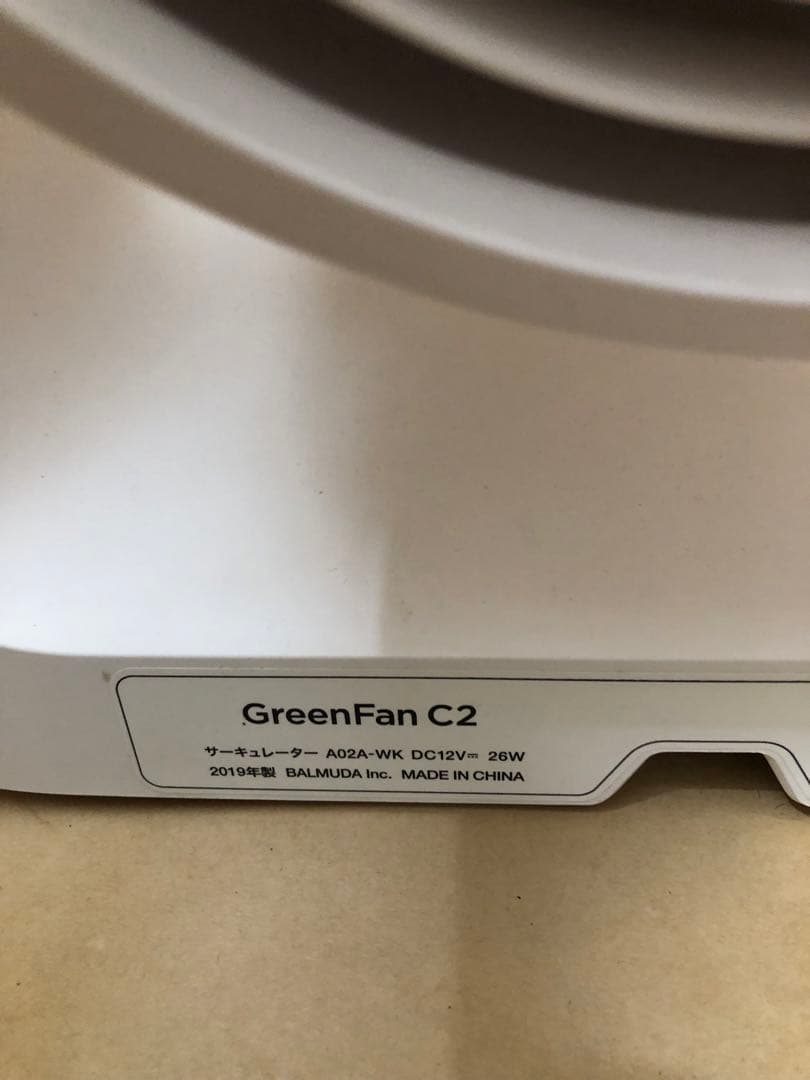 GreenFan C2
サーキュレーター A02A-WK DC12V⎓ 26W
2019年製 BALMUDA Inc. MADE IN CHINA